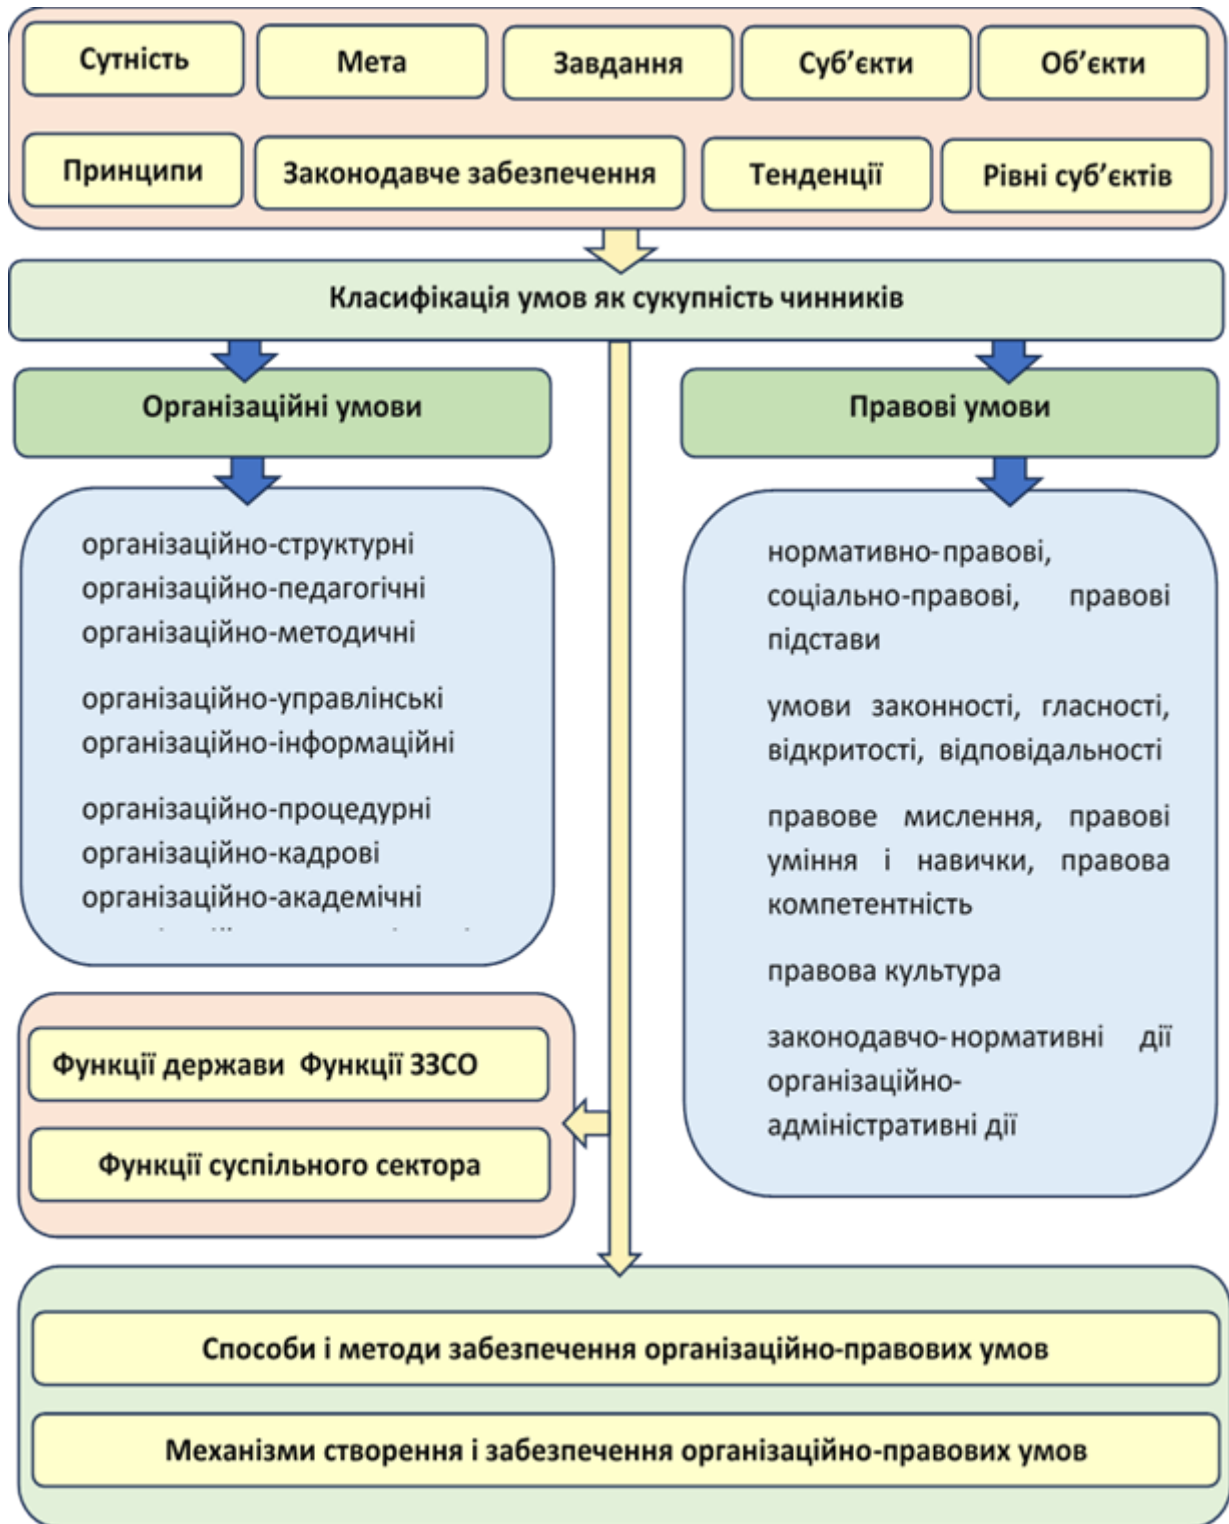 Сутність
Мета
Завдання
Суб’єкти
Об’єкти
Принципи
Законодавче забезпечення
Тенденції
Рівні суб’єктів
Класифікація умов як сукупність чинників
Організаційні умови
Правові умови
організаційно-структурні
організаційно-педагогічні
організаційно-методичні
організаційно-управлінські
організаційно-інформаційні
організаційно-процедурні
організаційно-кадрові
організаційно-академічні
нормативно-правові,
соціально-правові, правові
підстави
умови законності, гласності,
відкритості, відповідальності
правове мислення, правові
уміння і навички, правова
компетентність
правова культура
законодавчо-нормативні дії
організаційно-
адміністративні дії
Функції держави Функції ЗЗСО
Функції суспільного сектора
Способи і методи забезпечення організаційно-правових умов
Механізми створення і забезпечення організаційно-правових умов